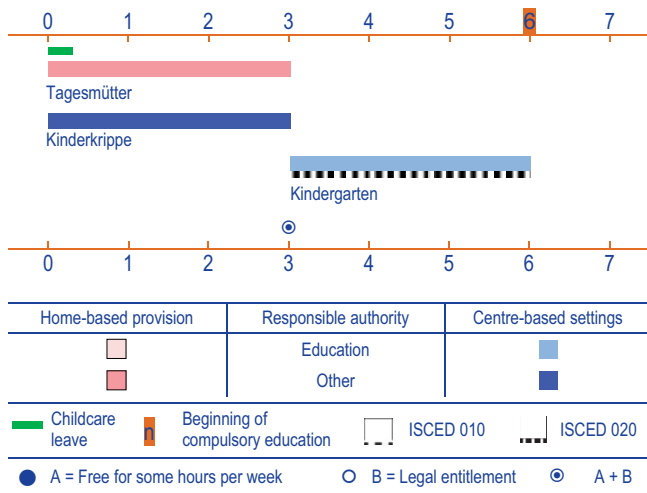 0 1 2 3 4 5 6 7
Tagesmütter
Kinderkrippe
Kindergarten
0 1 2 3 4 5 6 7
Home-based provision Responsible authority Centre-based settings
Education
Other
Childcare
leave
n
Beginning of
compulsory education
ISCED 010
ISCED 020
A = Free for some hours per week B = Legal entitlement A + B